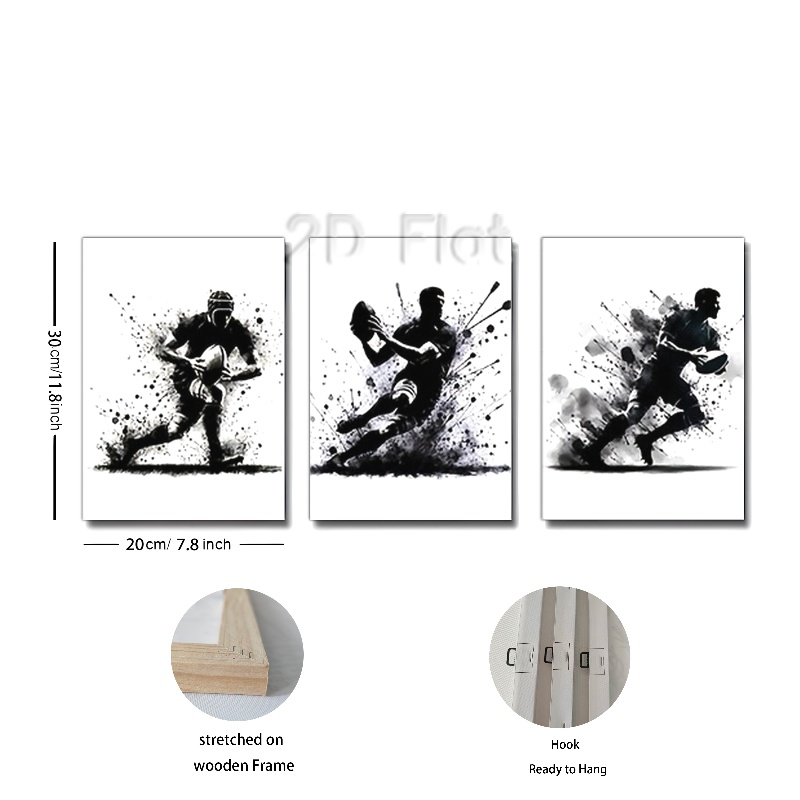 2D Flat
30cm/11.8inch
20cm/ 7.8 inch
stretched on
wooden Frame
Hook
Ready to Hang